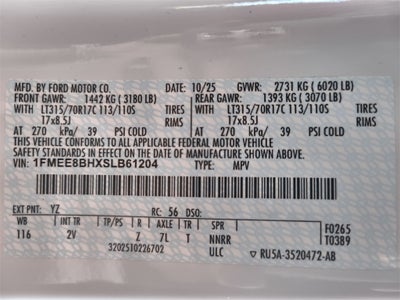 MFD. BY FORD MOTOR CO. 10/25 GVWR: 2731 KG ( 6020 LB)
FRONT GAWR: 1442 KG ( 3180 LB) REAR GAWR: 1393 KG ( 3070 LB)
WITH LT315/70R17C 113/110S TIRES WITH LT315/70R17C 113/110S TIRES
17x8.5J RIMS 17x8.5J RIMS
AT 270 kPa/ 39 PSI COLD AT 270 kPa/ 39 PSI COLD
THIS VEHICLE CONFORMS TO ALL APPLICABLE FEDERAL MOTOR VEHICLE
SAFETY STANDARDS IN EFFECT ON THE DATE OF MANUFACTURE SHOWN ABOVE.
VIN: 1FMEE8BHXSLB61204 TYPE: MPV
EXT PNT: YZ RC: 56 DSO:
WB INT TR TP/PS R AXLE TR SPR F0265
116 2V Z 7L T NNRR T0389
3202510226702 ULC RU5A-3520472-AB